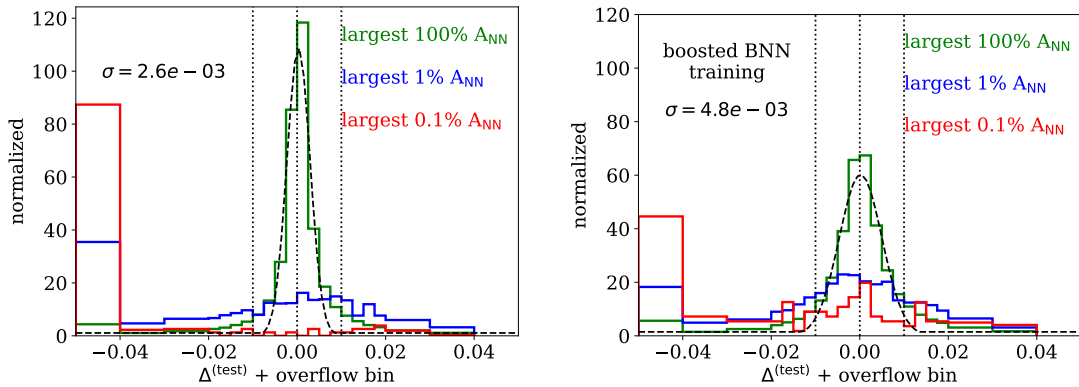 120
100
80
60
40
20
0
normalized
σ = 2.6e − 03
largest 100% A_NN
largest 1% A_NN
largest 0.1% A_NN
−0.04
−0.02
0.00
0.02
0.04
Δ^(test) + overflow bin
120
100
80
60
40
20
0
normalized
boosted BNN
training
σ = 4.8e − 03
largest 100% A_NN
largest 1% A_NN
largest 0.1% A_NN
−0.04
−0.02
0.00
0.02
0.04
Δ^(test) + overflow bin